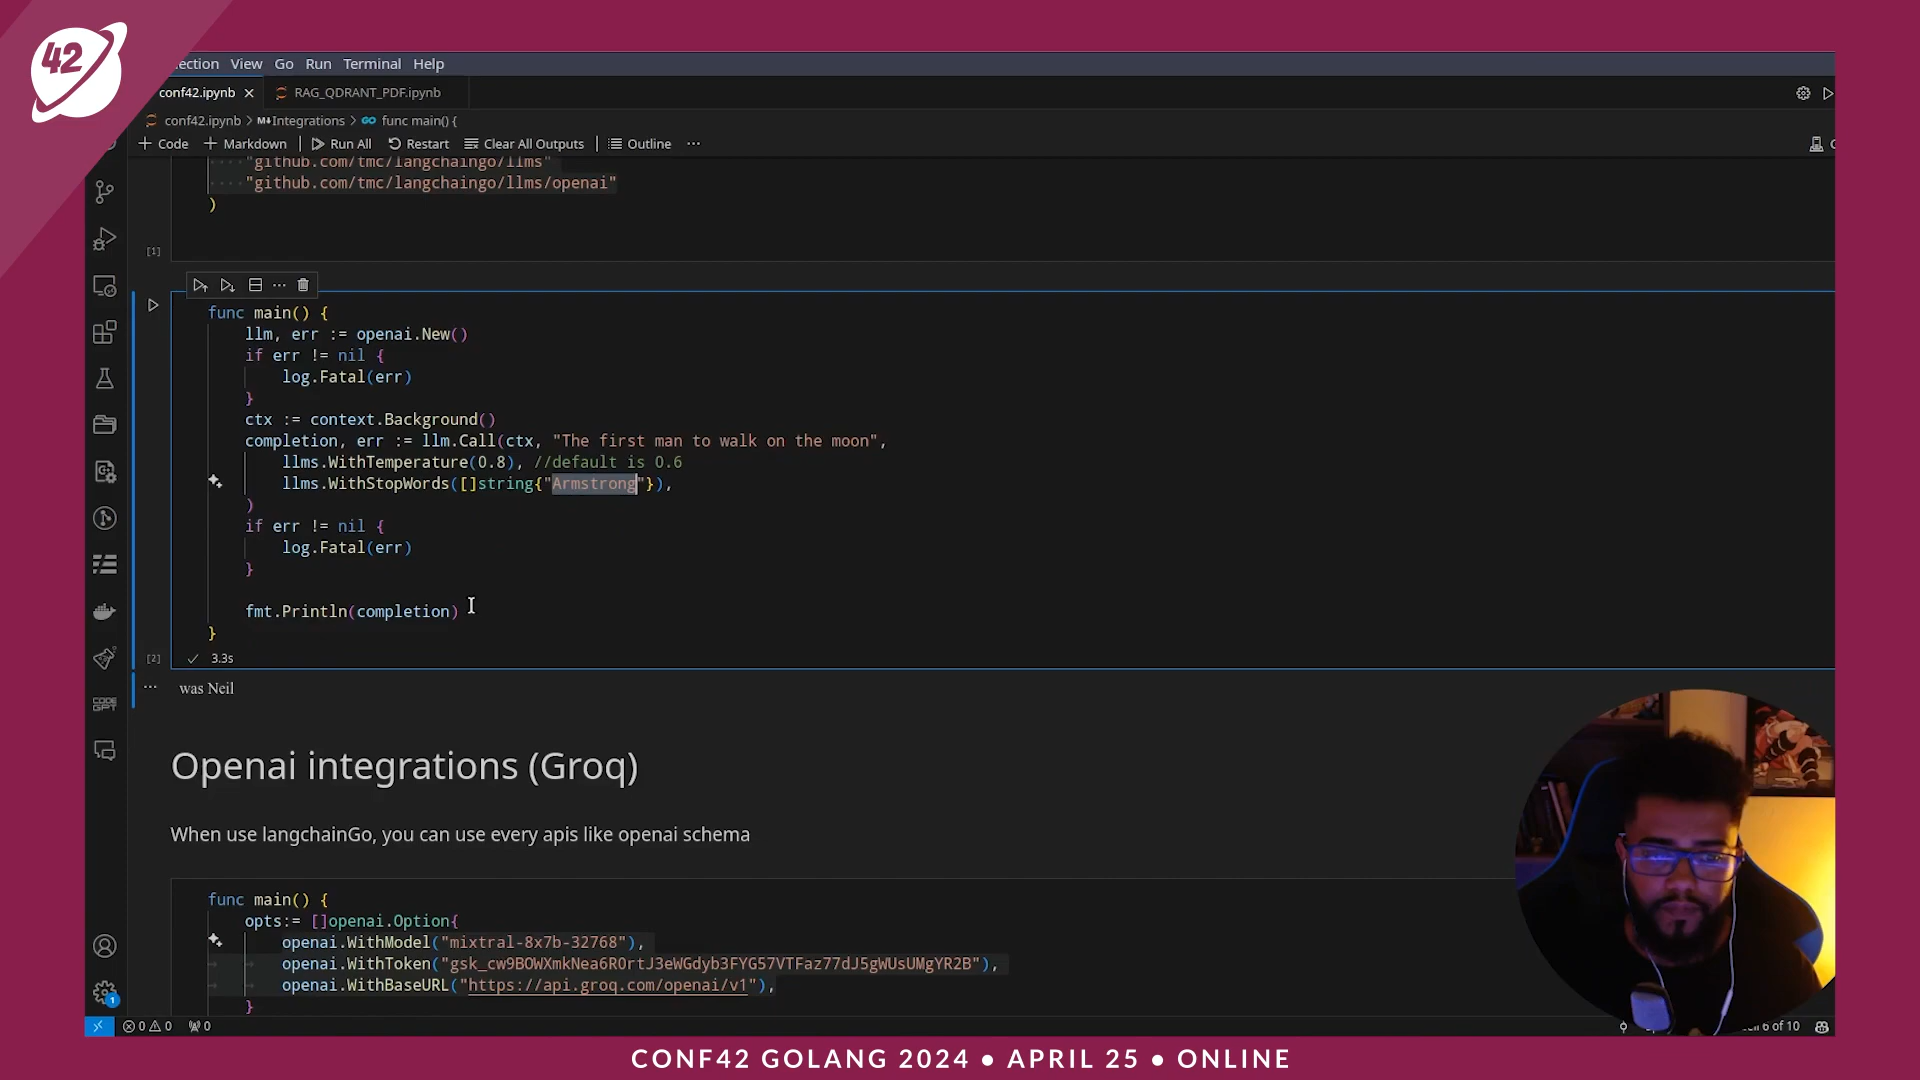 42
ection View Go Run Terminal Help
conf42.ipynb RAG_QDRANT_PDF.ipynb
conf42.ipynb > M↓Integrations > func main() {
+ Code + Markdown Run All Restart Clear All Outputs Outline ...
"github.com/tmc/langchaingo/llms"
"github.com/tmc/langchaingo/llms/openai"
)
[1]
func main() {
llm, err := openai.New()
if err != nil {
log.Fatal(err)
}
ctx := context.Background()
completion, err := llm.Call(ctx, "The first man to walk on the moon",
llms.WithTemperature(0.8), //default is 0.6
llms.WithStopWords([]string{"Armstrong"}),
)
if err != nil {
log.Fatal(err)
}
fmt.Println(completion)
}
[2] 3.3s
... was Neil
Openai integrations (Groq)
When use langchainGo, you can use every apis like openai schema
func main() {
opts:= []openai.Option{
openai.WithModel("mixtral-8x7b-32768"),
openai.WithToken("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"),
openai.WithBaseURL("https://api.groq.com/openai/v1"),
}
CODE
GPT
1
0 0 0 6 of 10
CONF42 GOLANG 2024 ● APRIL 25 ● ONLINE